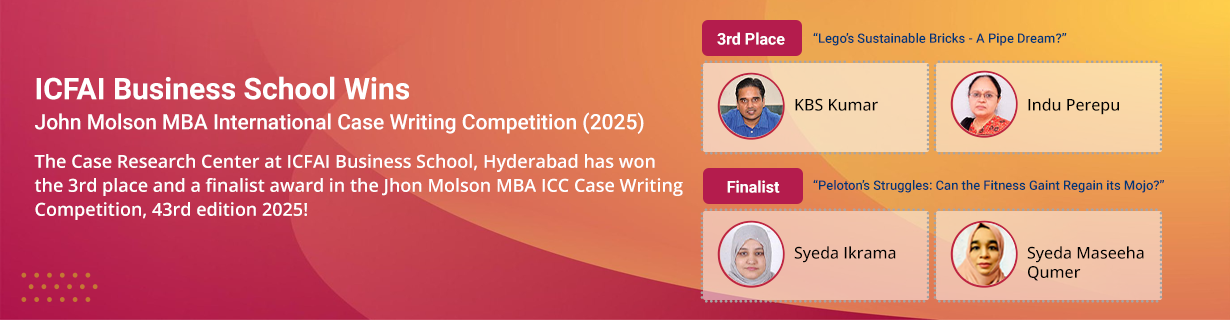 ICFAI Business School Wins
John Molson MBA International Case Writing Competition (2025)
The Case Research Center at ICFAI Business School, Hyderabad has won
the 3rd place and a finalist award in the Jhon Molson MBA ICC Case Writing
Competition, 43rd edition 2025!
3rd Place
“Lego’s Sustainable Bricks - A Pipe Dream?”
KBS Kumar
Indu Perepu
Finalist
“Peloton’s Struggles: Can the Fitness Gaint Regain its Mojo?”
Syeda Ikrama
Syeda Maseeha
Qumer